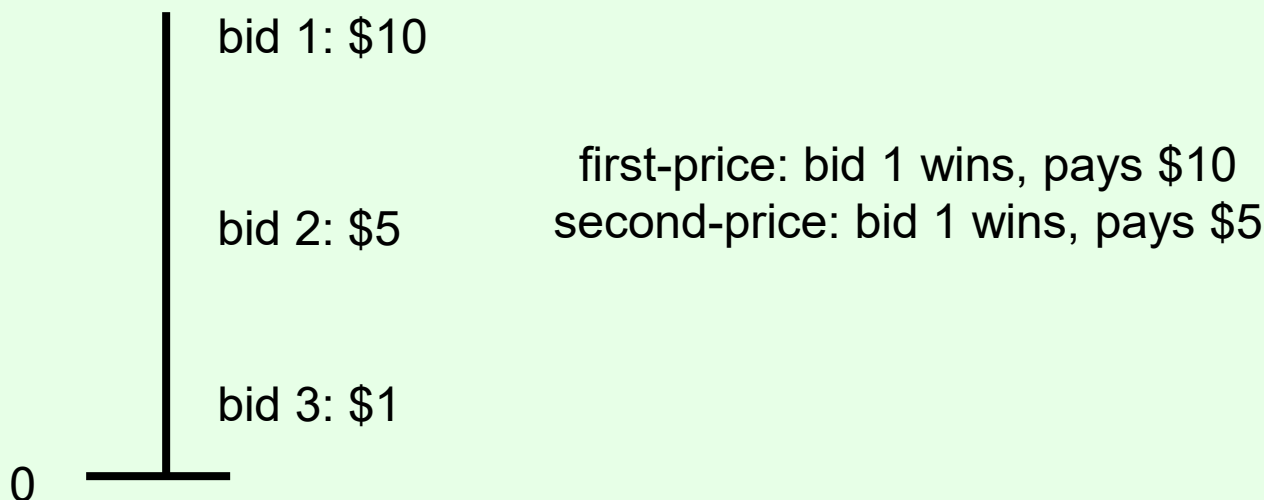 bid 1: $10
first-price: bid 1 wins, pays $10
second-price: bid 1 wins, pays $5
bid 2: $5
bid 3: $1
0